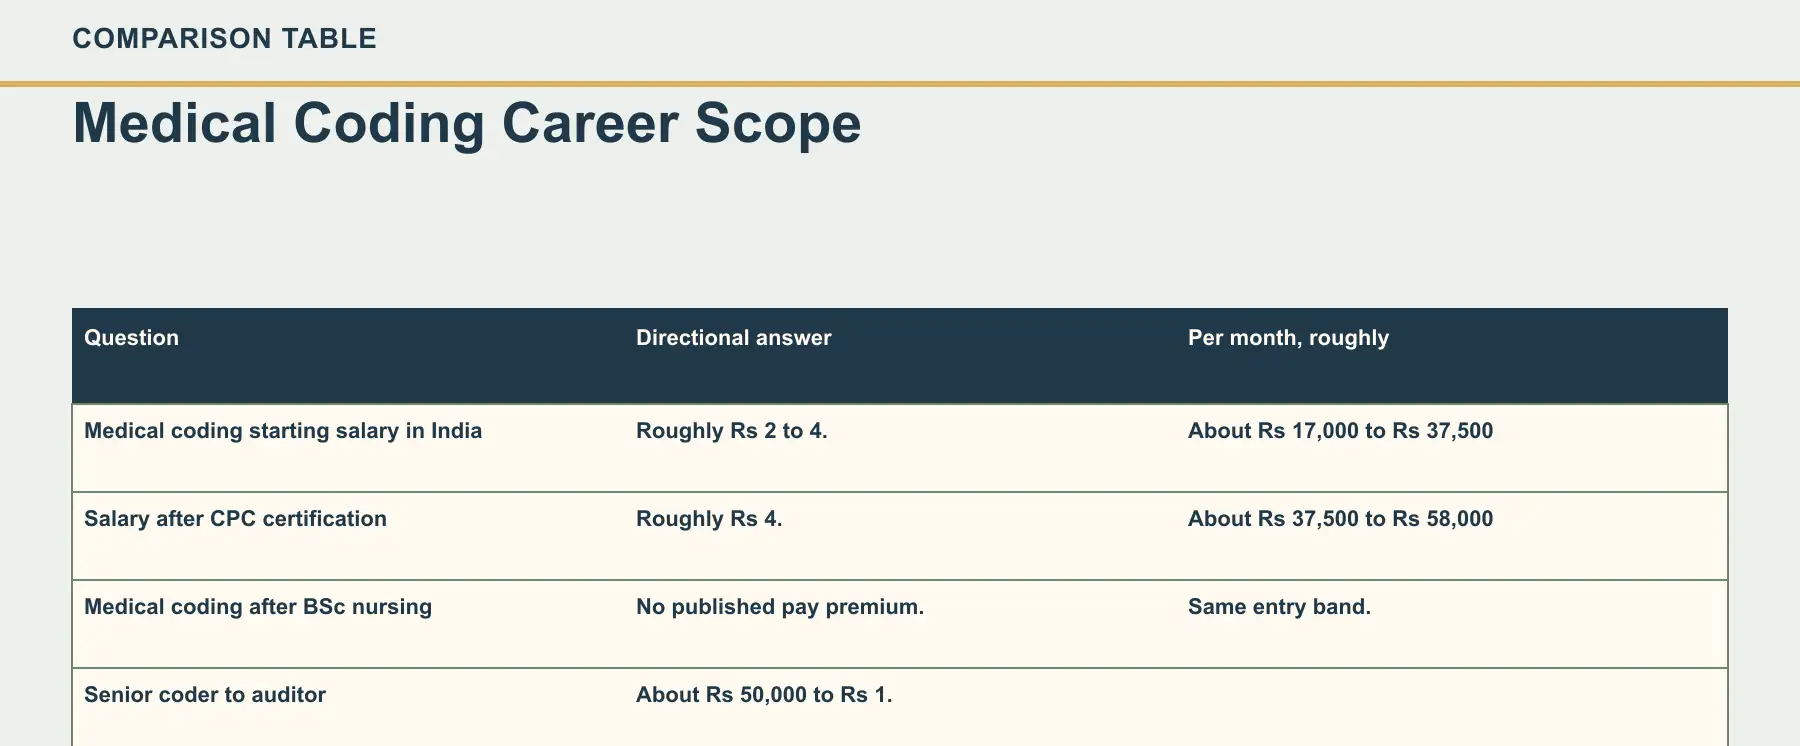 COMPARISON TABLE
Medical Coding Career Scope
Question Directional answer Per month, roughly
Medical coding starting salary in India Roughly Rs 2 to 4. About Rs 17,000 to Rs 37,500
Salary after CPC certification Roughly Rs 4. About Rs 37,500 to Rs 58,000
Medical coding after BSc nursing No published pay premium. Same entry band.
Senior coder to auditor About Rs 50,000 to Rs 1.